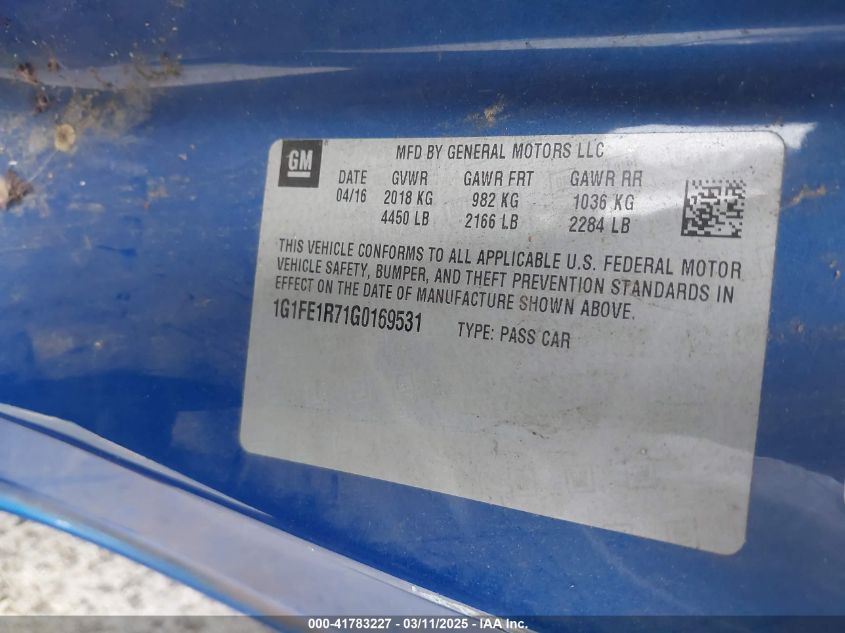 GM
MFD BY GENERAL MOTORS LLC
DATE GVWR GAWR FRT GAWR RR
04/16 2018 KG 982 KG 1036 KG
4450 LB 2166 LB 2284 LB
THIS VEHICLE CONFORMS TO ALL APPLICABLE U.S. FEDERAL MOTOR
VEHICLE SAFETY, BUMPER, AND THEFT PREVENTION STANDARDS IN
EFFECT ON THE DATE OF MANUFACTURE SHOWN ABOVE.
1G1FE1R71G0169531 TYPE: PASS CAR
000-41783227 - 03/11/2025 - IAA Inc.